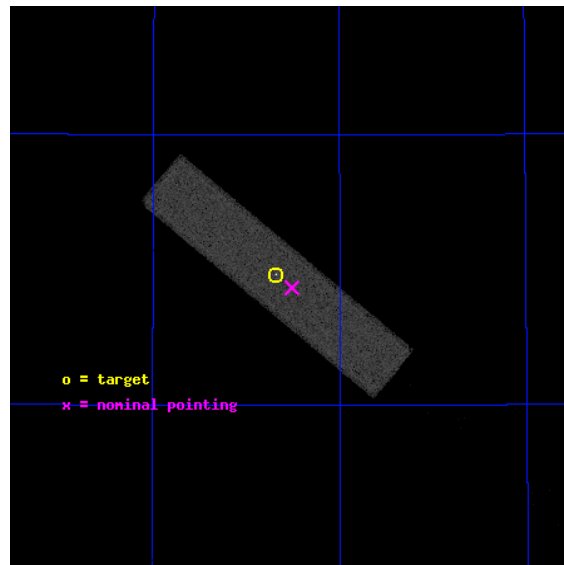 o = target
x = nominal pointing